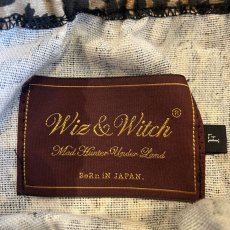 Wiz & Witch ®
Mad Hunter Under Land
BoRn iN JAPAN.